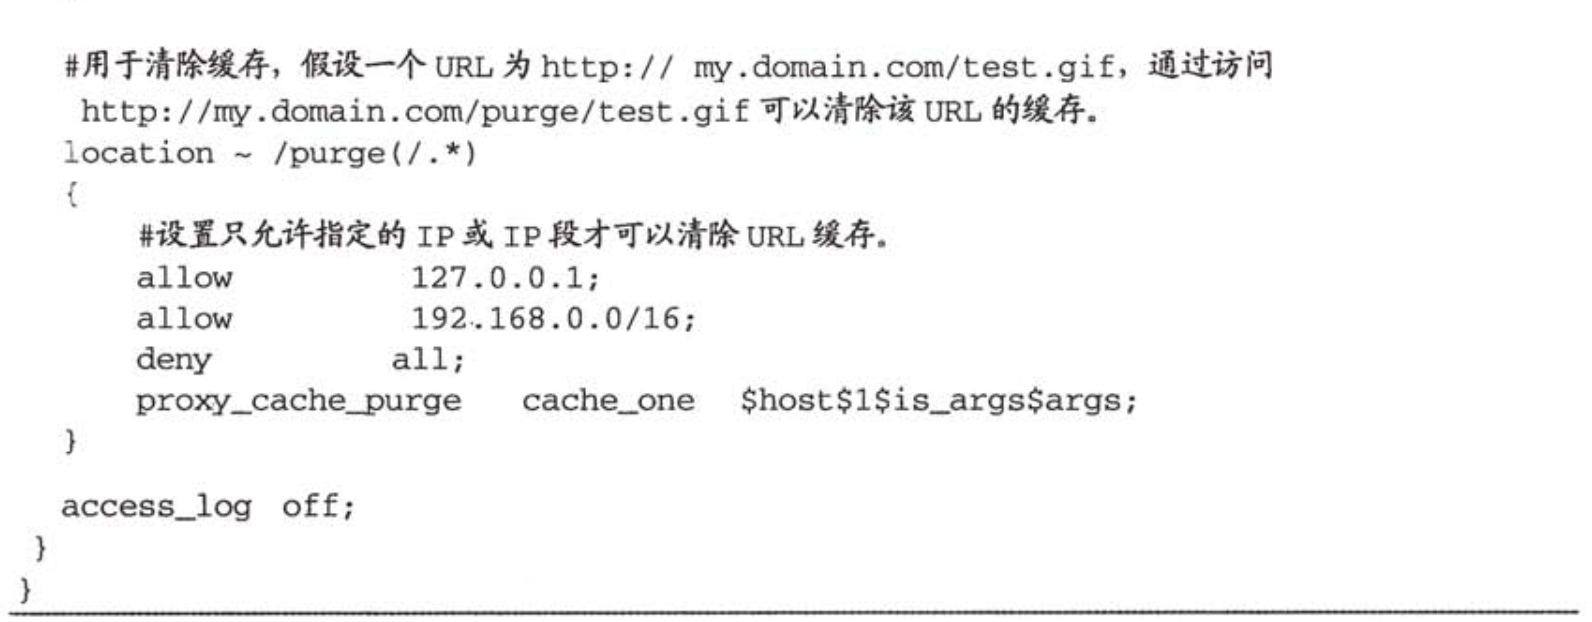 #用于清除缓存，假设一个 URL 为 http:// my.domain.com/test.gif，通过访问
http://my.domain.com/purge/test.gif 可以清除该 URL 的缓存。
location ~ /purge(/.*)
{
#设置只允许指定的 IP 或 IP 段才可以清除 URL 缓存。
allow 127.0.0.1;
allow 192.168.0.0/16;
deny all;
proxy_cache_purge cache_one $host$1$is_args$args;
}
access_log off;
}
}